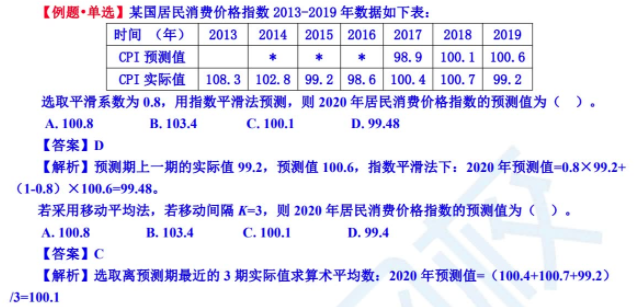 【例题•单选】某国居民消费价格指数 2013-2019 年数据如下表：
时间 （年） 2013 2014 2015 2016 2017 2018 2019
CPI 预测值 * * * 98.9 100.1 100.6
CPI 实际值 108.3 102.8 99.2 98.6 100.4 100.7 99.2
选取平滑系数为 0.8，用指数平滑法预测，则 2020 年居民消费价格指数的预测值为（ ）。
A. 100.8 B. 103.4 C. 100.1 D. 99.48
【答案】D
【解析】预测期上一期的实际值 99.2，预测值 100.6，指数平滑法下：2020 年预测值=0.8×99.2+
（1-0.8）×100.6=99.48。
若采用移动平均法，若移动间隔 K=3，则 2020 年居民消费价格指数的预测值为（ ）。
A. 100.8 B. 103.4 C. 100.1 D. 99.4
【答案】C
【解析】选取离预测期最近的 3 期实际值求算术平均数：2020 年预测值=（100.4+100.7+99.2）
/3=100.1